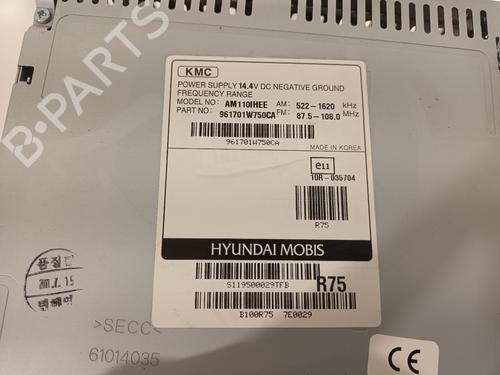 KMC
POWER SUPPLY 14.4V DC NEGATIVE GROUND
FREQUENCY RANGE
MODEL NO AM110IHEE AM: 522-1620 kHz
PART NO 961701W750CA FM: 87.5-108.0 MHz
961701W750CA
MADE IN KOREA
e11
10R-035704
R75
HYUNDAI MOBIS
S119500029TFB
R75
B100R75 7E0029
>SECC<
61014035
CE
B-PARTS